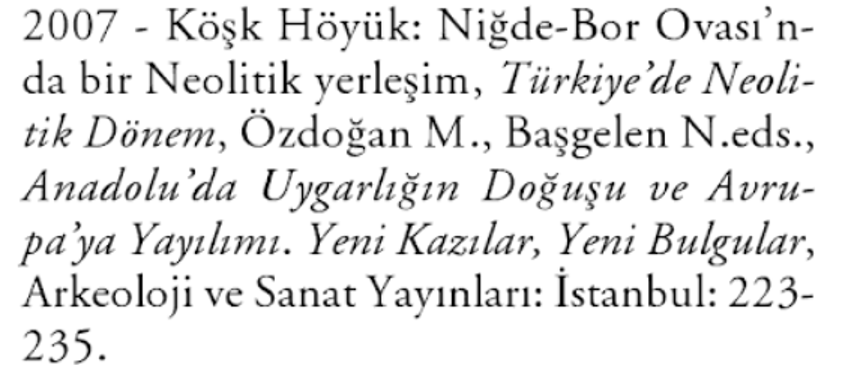 2007 - Köşk Höyük: Niğde-Bor Ovası’n-
da bir Neolitik yerleşim, Türkiye’de Neoli-
tik Dönem, Özdoğan M., Başgelen N.eds.,
Anadolu’da Uygarlığın Doğuşu ve Avru-
pa’ya Yayılımı. Yeni Kazılar, Yeni Bulgular,
Arkeoloji ve Sanat Yayınları: İstanbul: 223-
235.